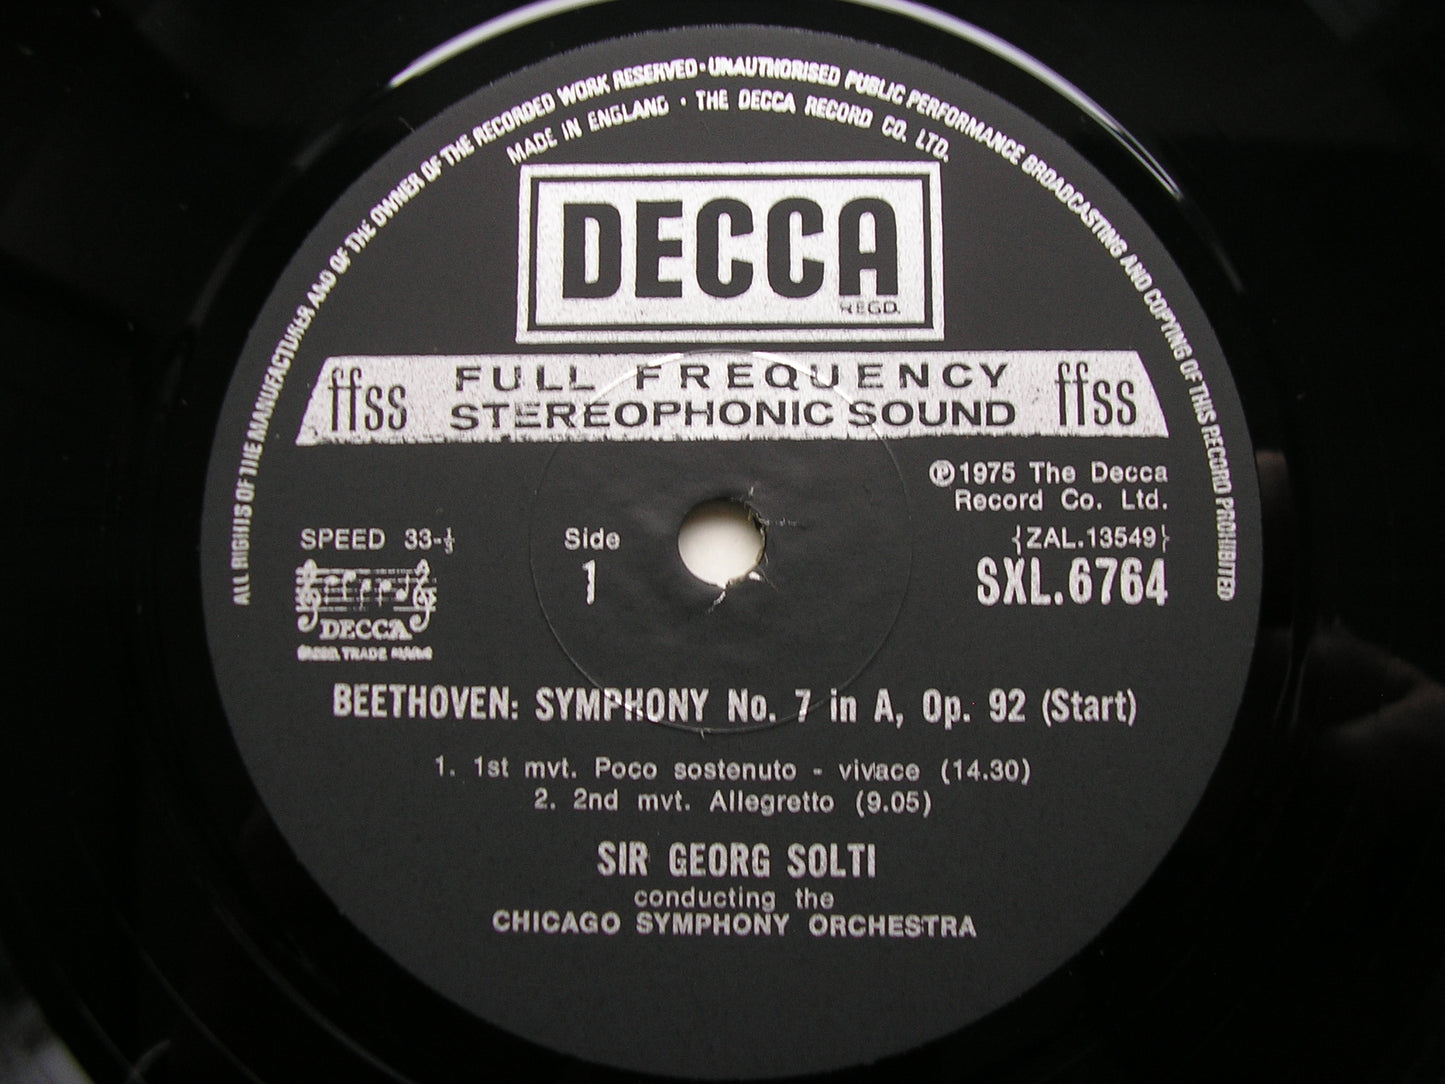 ALL RIGHTS OF THE MANUFACTURER AND OF THE OWNER OF THE RECORDED WORK RESERVED · UNAUTHORISED PUBLIC PERFORMANCE BROADCASTING AND COPYING OF THIS RECORD PROHIBITED
MADE IN ENGLAND · THE DECCA RECORD CO. LTD.
DECCA
REGD.
ffss FULL FREQUENCY ffss
STEREOPHONIC SOUND
℗1975 The Decca
Record Co. Ltd.
SPEED 33-⅓
Side
1
{ZAL.13549}
SXL.6764
DECCA
TRADE MARK
BEETHOVEN: SYMPHONY No. 7 in A, Op. 92 (Start)
1. 1st mvt. Poco sostenuto - vivace (14.30)
2. 2nd mvt. Allegretto (9.05)
SIR GEORG SOLTI
conducting the
CHICAGO SYMPHONY ORCHESTRA